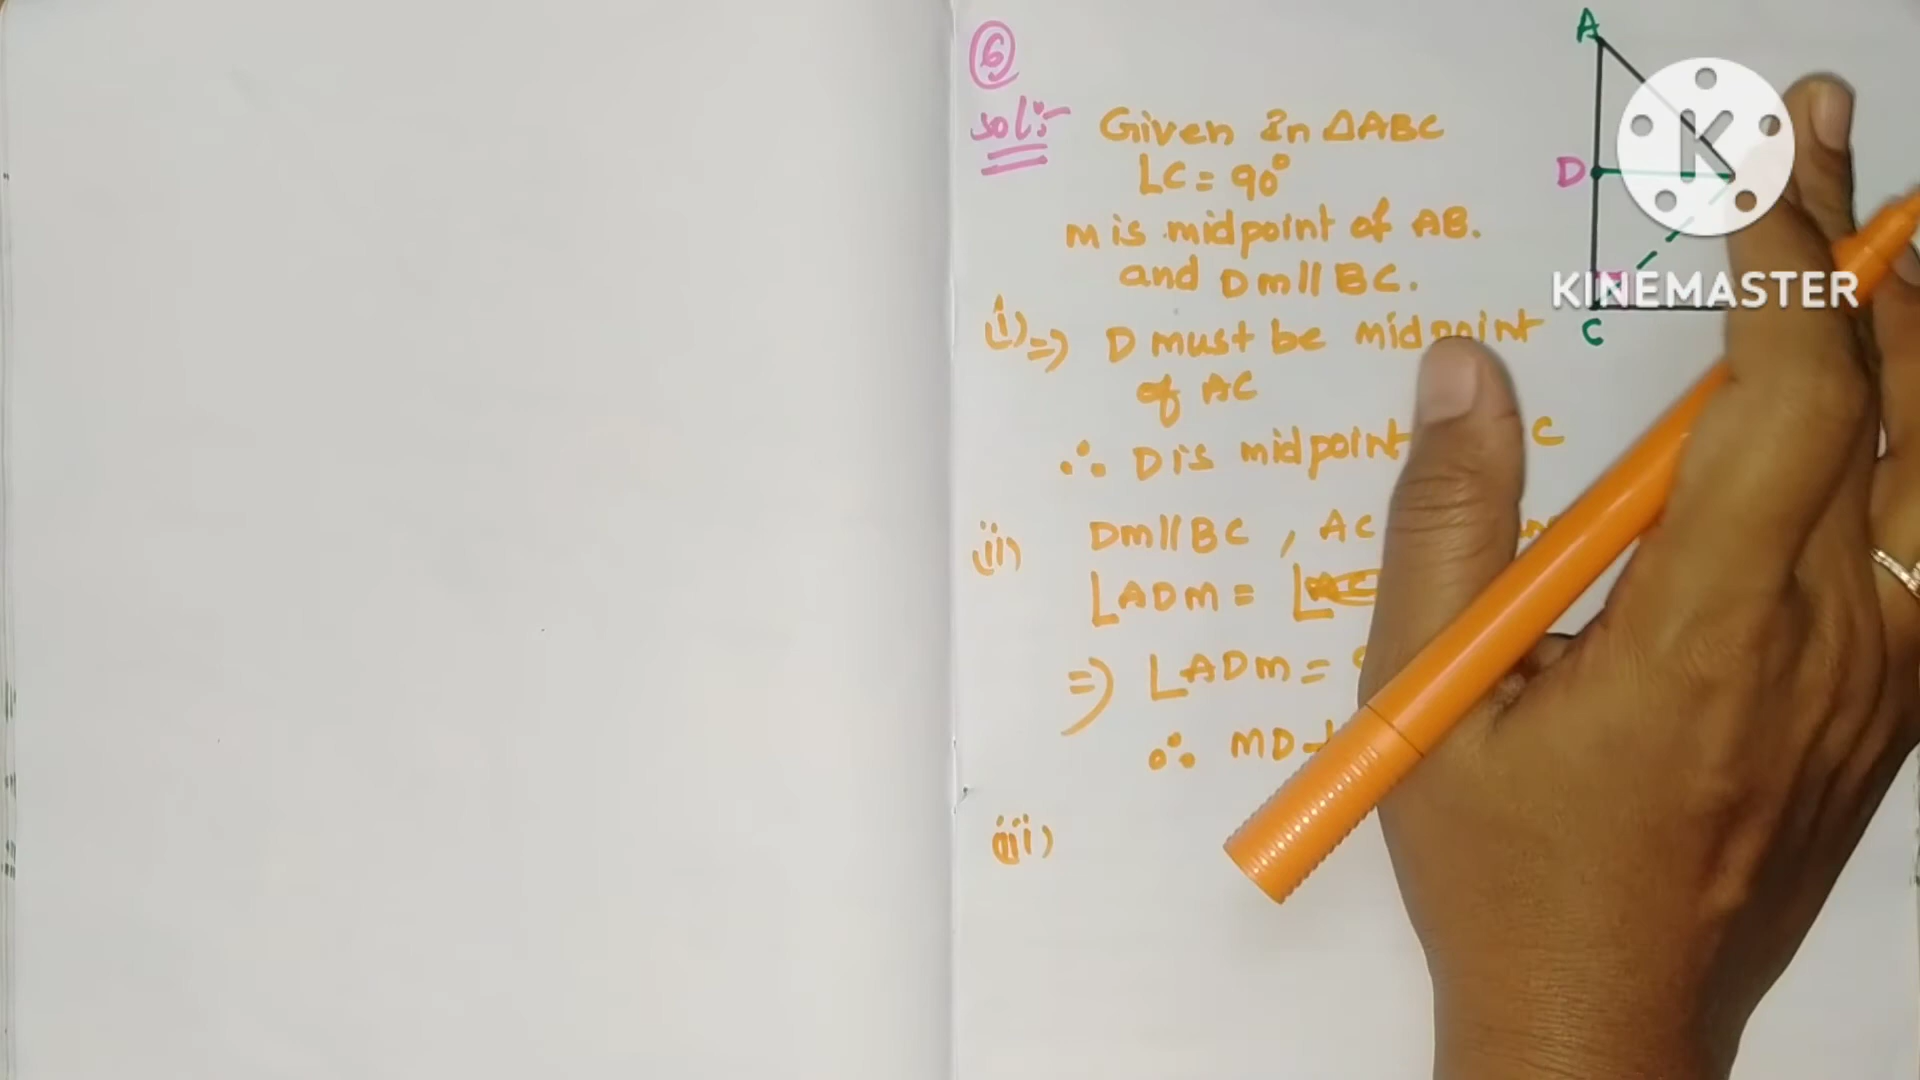 6
Sol:-
Given In ΔABC
∟C = 90°
m is midpoint of AB.
and Dm // BC.
(i) ⇒ D must be midpoint
of AC
∴ D is midpoint C
(ii) Dm // BC , AC
∟ADM = ∟
⇒ ∟ADM =
∴ MD ⊥
(iii)
A
D
C
K
KINEMASTER